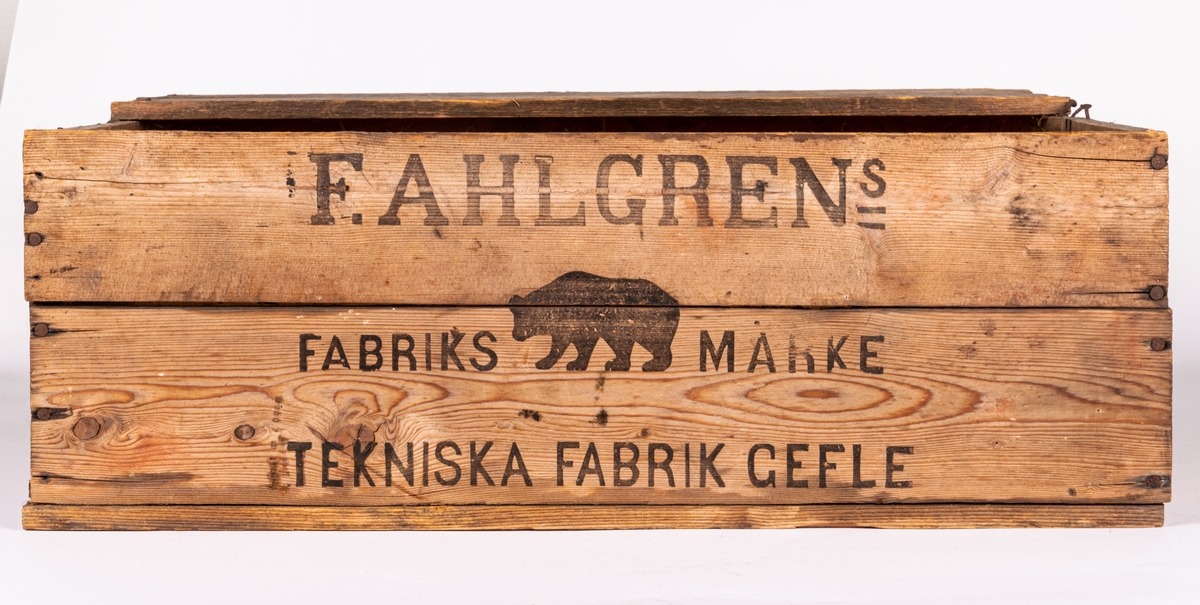 F. AHLGRENS
FABRIKS MÄRKE
TEKNISKA FABRIK GEFLE